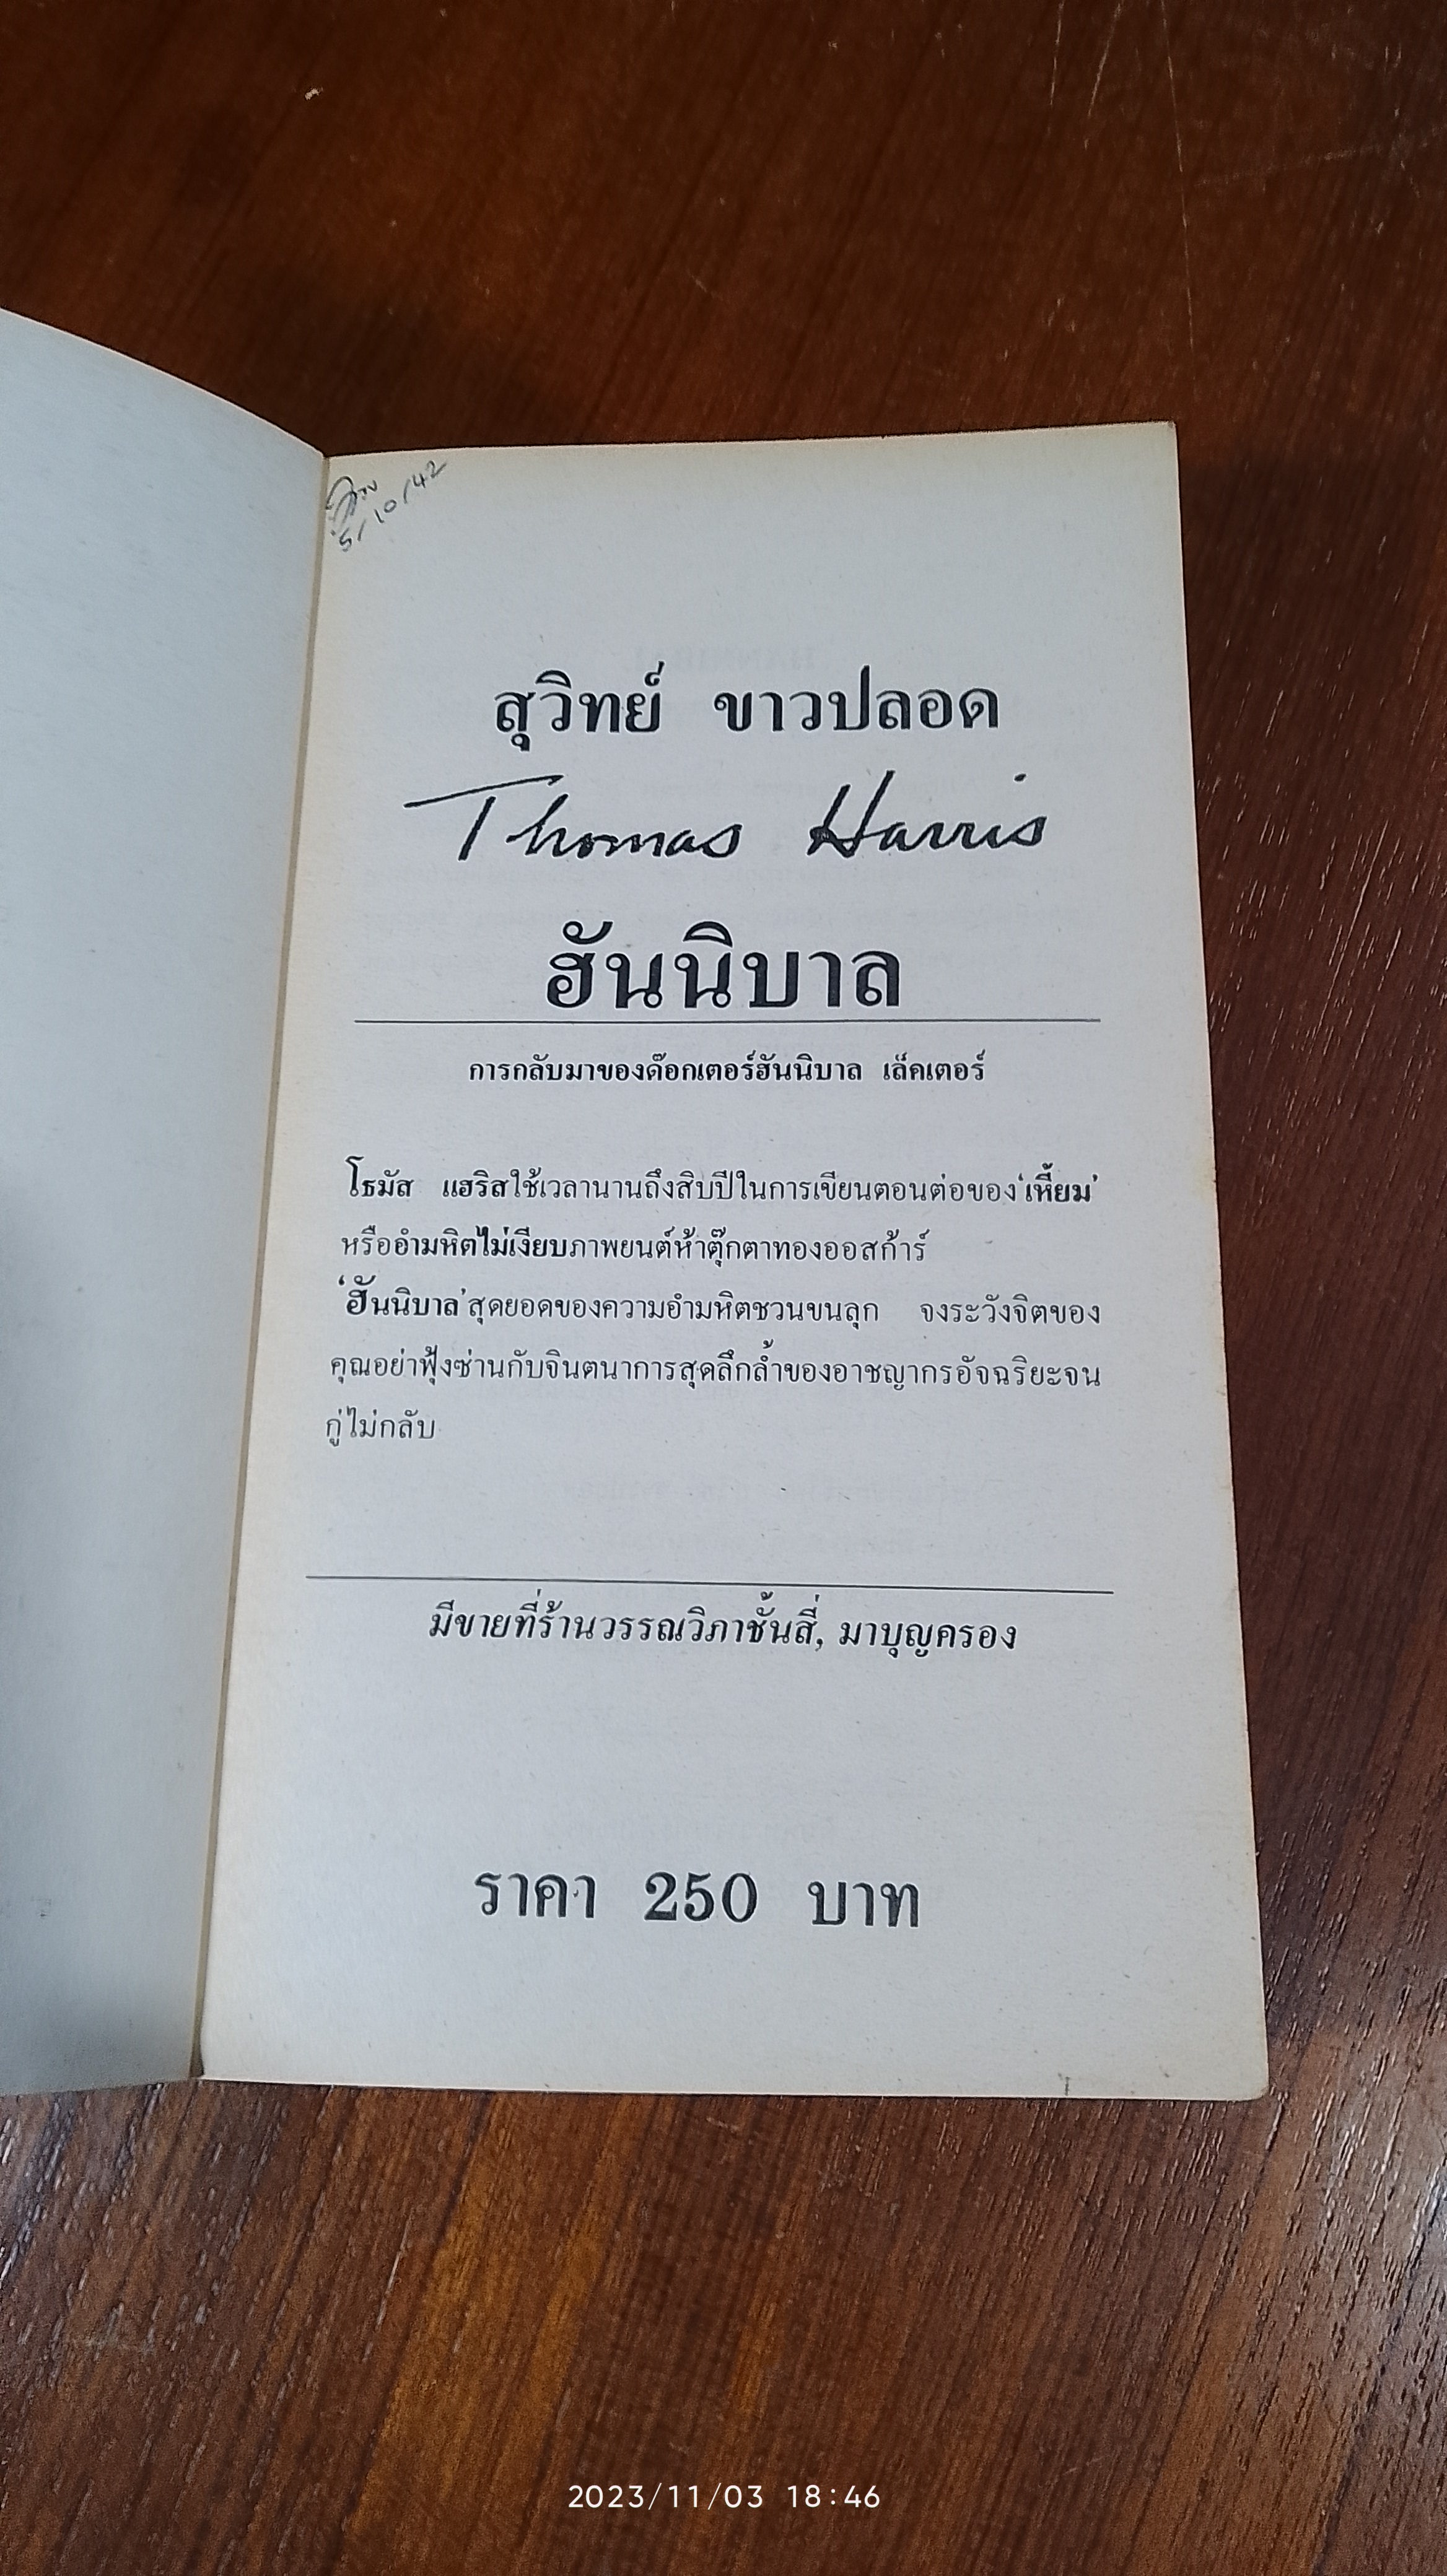 5/10/42
สุวิทย์ ขาวปลอด
Thomas Harris
ฮันนิบาล
การกลับมาของด๊อกเตอร์ฮันนิบาล เล็คเตอร์
โธมัส แฮริสใช้เวลานานถึงสิบปีในการเขียนตอนต่อของ'เหี้ยม'
หรืออำมหิตไม่เงียบภาพยนต์ห้าตุ๊กตาทองออสก้าร์
'ฮันนิบาล'สุดยอดของความอำมหิตชวนขนลุก จงระวังจิตของ
คุณอย่าฟุ้งซ่านกับจินตนาการสุดลึกล้ำของอาชญากรอัจฉริยะจน
กู่ไม่กลับ
มีขายที่ร้านวรรณวิภาชั้นสี่, มาบุญครอง
ราคา 250 บาท
2023/11/03 18:46